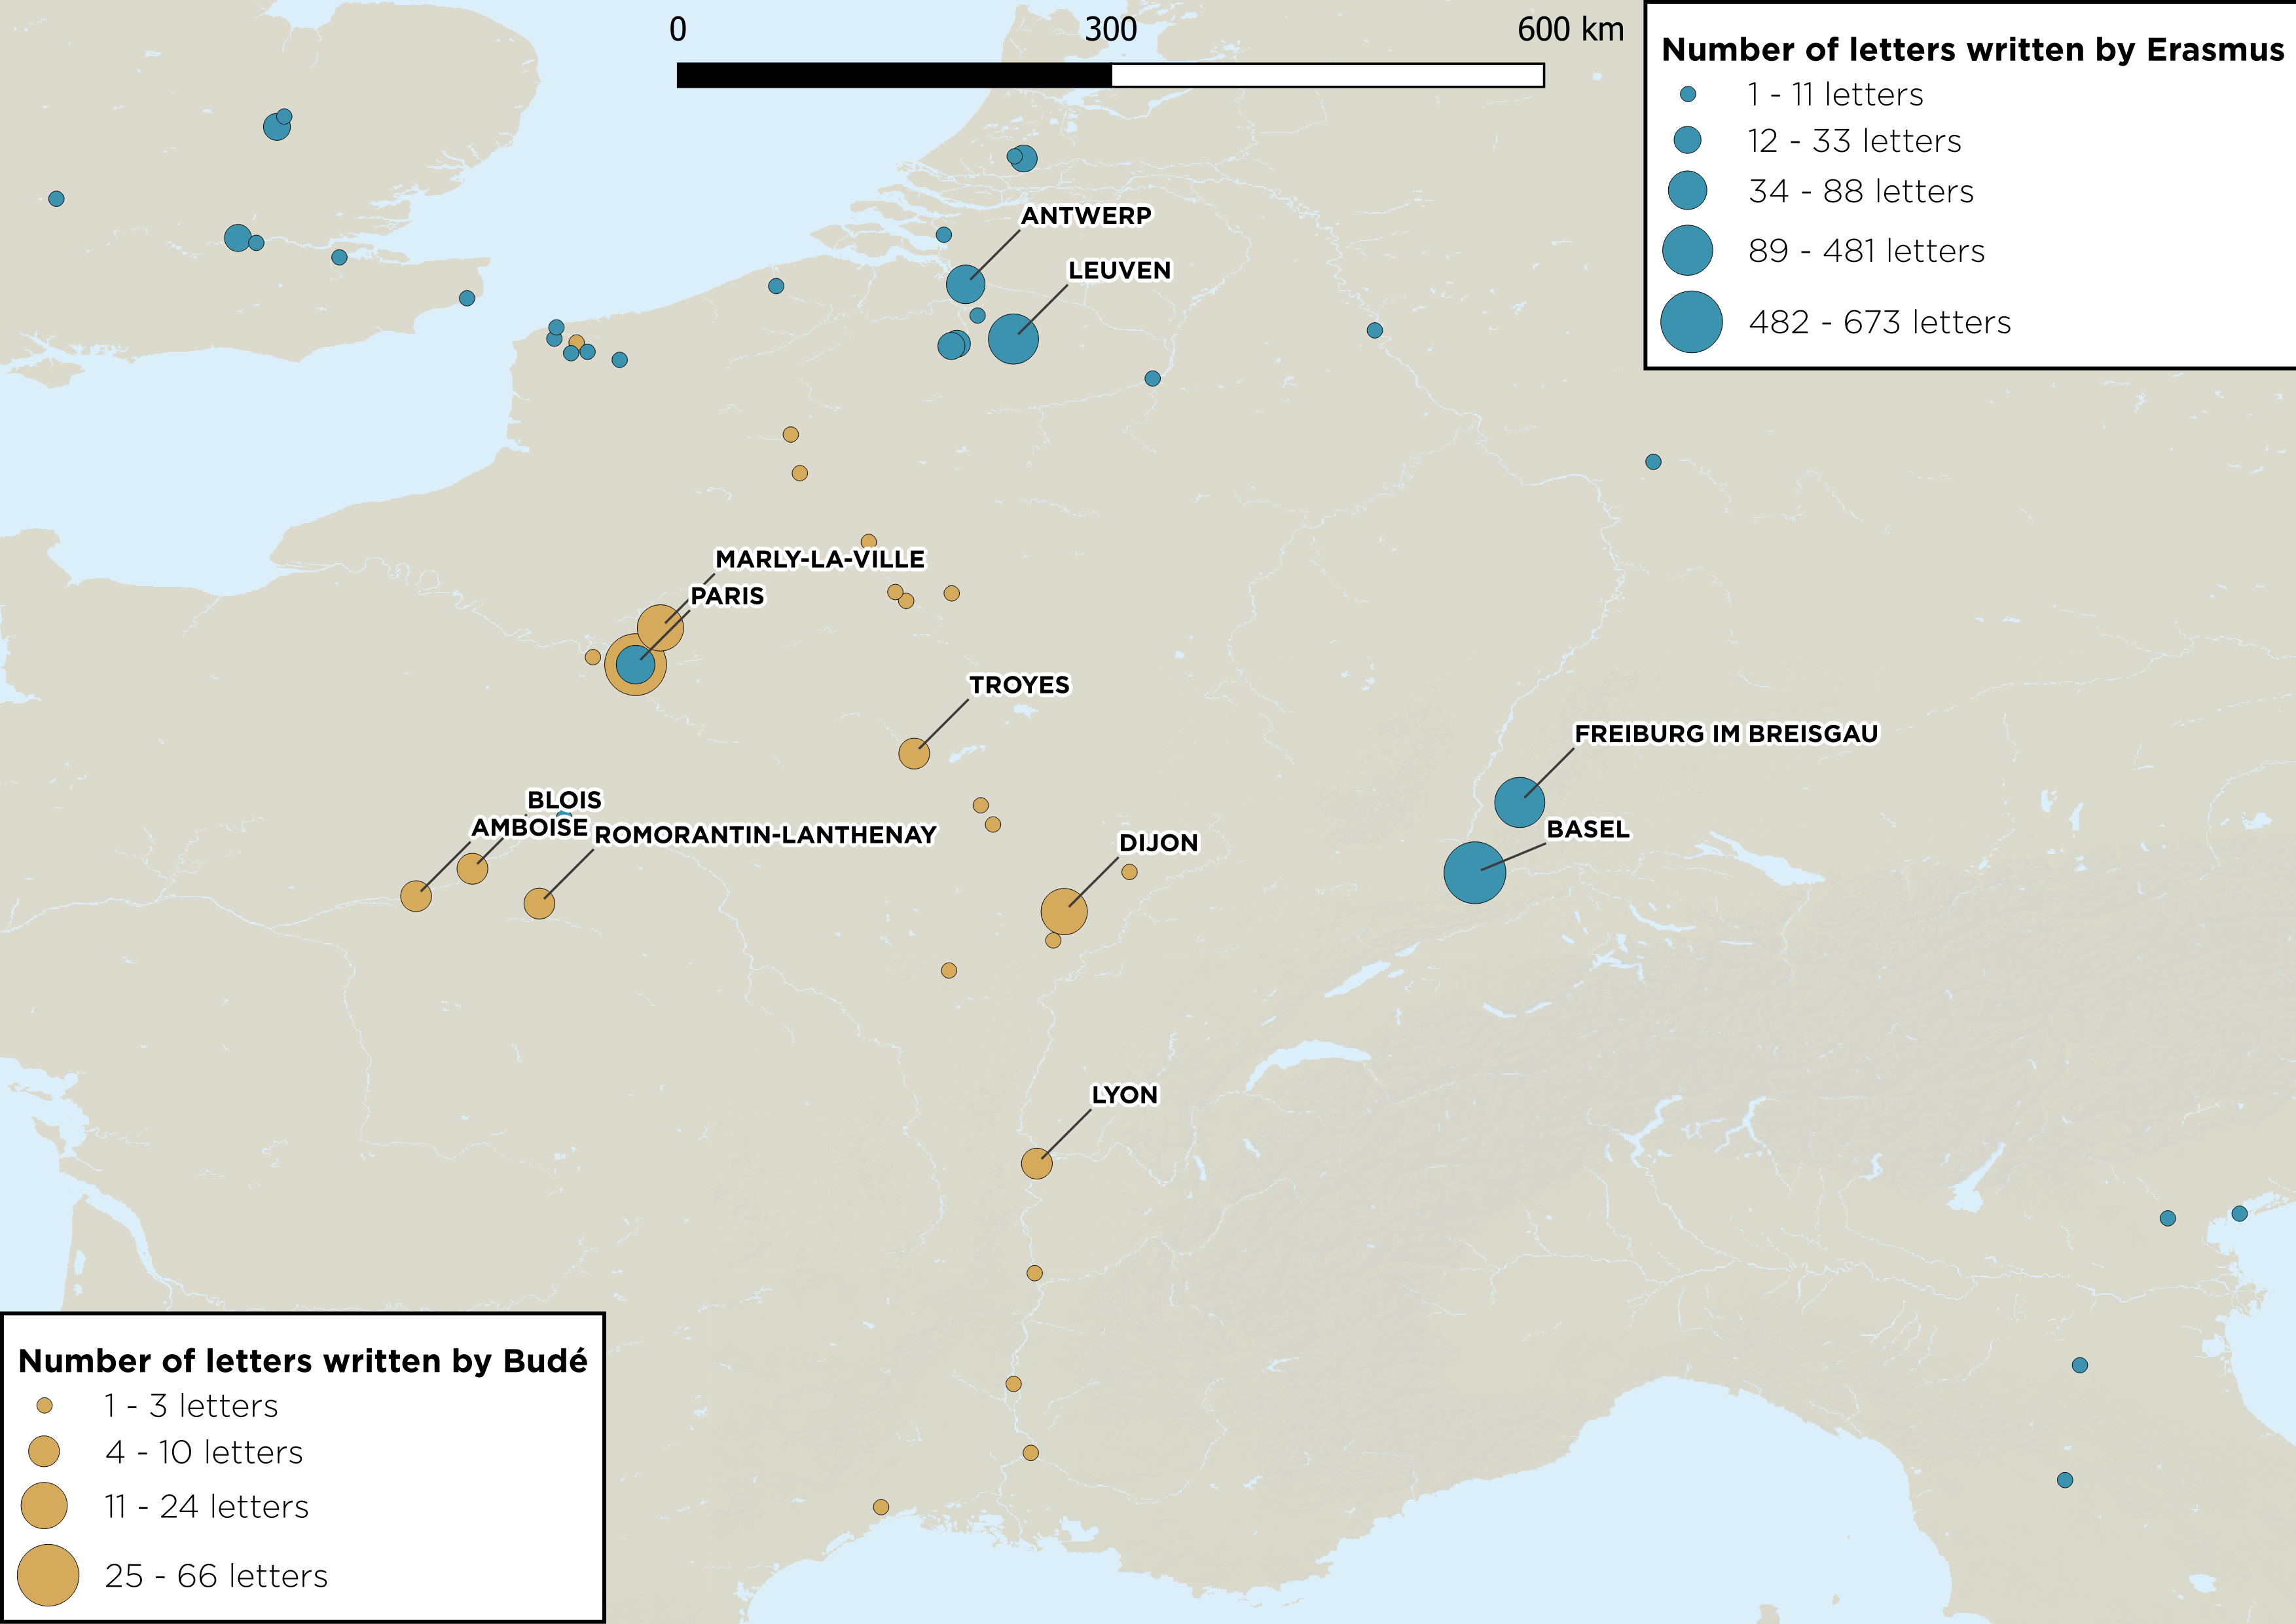 0 300 600 km
Number of letters written by Erasmus
1 - 11 letters
12 - 33 letters
34 - 88 letters
89 - 481 letters
482 - 673 letters
ANTWERP
LEUVEN
MARLY-LA-VILLE
PARIS
TROYES
FREIBURG IM BREISGAU
BLOIS
AMBOISE
ROMORANTIN-LANTHENAY
BASEL
DIJON
LYON
Number of letters written by Budé
1 - 3 letters
4 - 10 letters
11 - 24 letters
25 - 66 letters